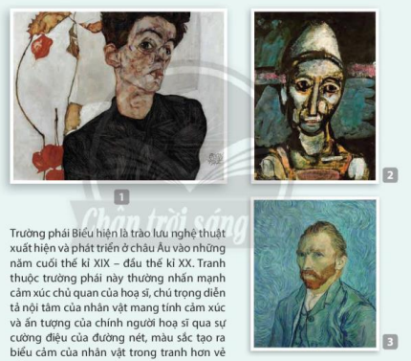 1
2
Chân trời sáng
Trường phái Biểu hiện là trào lưu nghệ thuật
xuất hiện và phát triển ở châu Âu vào những
năm cuối thế kỉ XIX – đầu thế kỉ XX. Tranh
thuộc trường phái này thường nhấn mạnh
cảm xúc chủ quan của hoạ sĩ, chú trọng diễn
tả nội tâm của nhân vật mang tính cảm xúc
và ấn tượng của chính người hoạ sĩ qua sự
cường điệu của đường nét, màu sắc tạo ra
biểu cảm của nhân vật trong tranh hơn vẻ
3